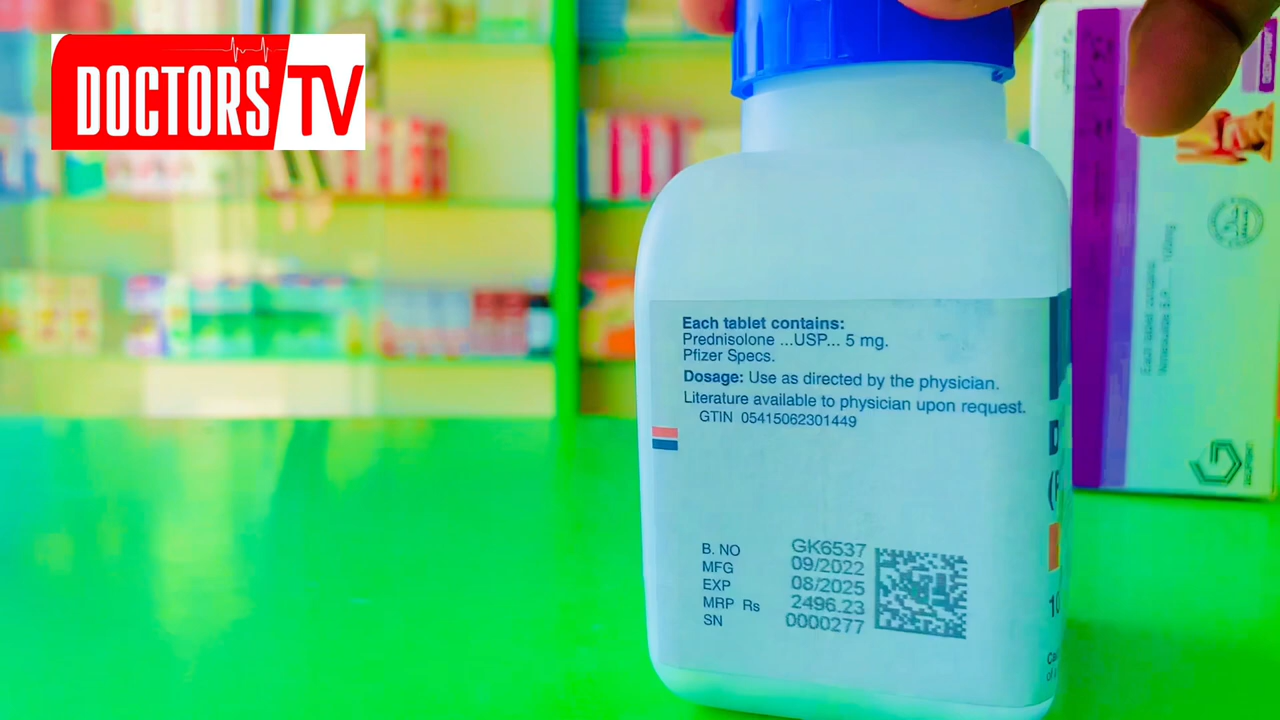 DOCTORS TV
Each tablet contains:
Prednisolone ...USP... 5 mg.
Pfizer Specs.
Dosage: Use as directed by the physician.
Literature available to physician upon request.
GTIN 05415062301449
B. NO GK6537
MFG 09/2022
EXP 08/2025
MRP Rs 2496.23
SN 0000277